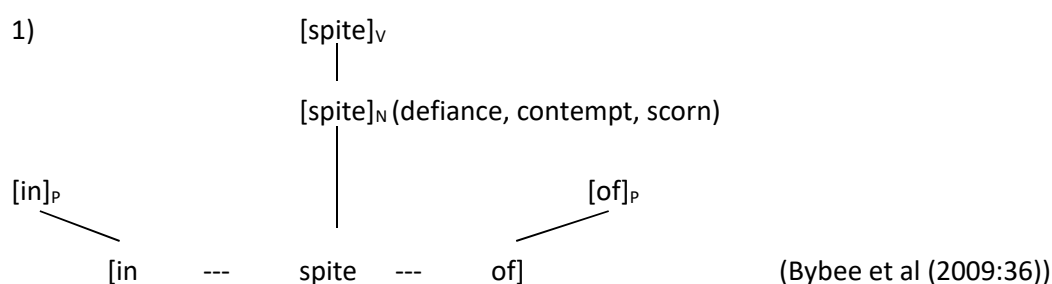 1) [spite]V
[spite]N (defiance, contempt, scorn)
[in]P [of]P
[in --- spite --- of] (Bybee et al (2009:36))